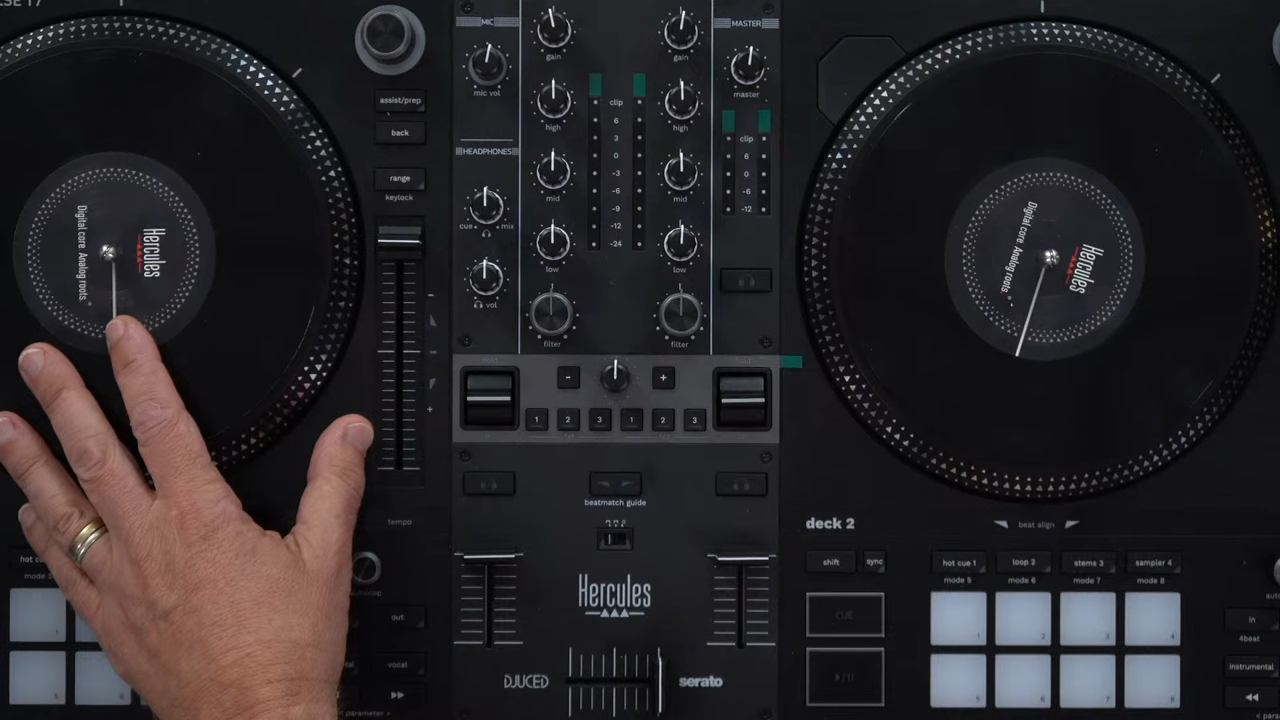 MIC
mic vol
HEADPHONES
cue
mix
vol
gain
high
mid
low
filter
clip
6
3
0
-3
-6
-9
-12
-24
gain
high
mid
low
filter
MASTER
master
clip
6
0
-6
-12
assist/prep
back
range
keylock
tempo
Hercules
Digital core. Analog roots.
Hercules
Digital core. Analog roots.
-
+
1
2
3
1
2
3
beatmatch guide
Hercules
DJUCED
serato
hot
mode 5
out
vocal
deck 2
beat align
shift
sync
hot cue 1
loop 2
stems 3
sampler 4
mode 5
mode 6
mode 7
mode 8
CUE
1
2
3
4
5
6
7
8
in
4beat
instrumental
< para
parameter >